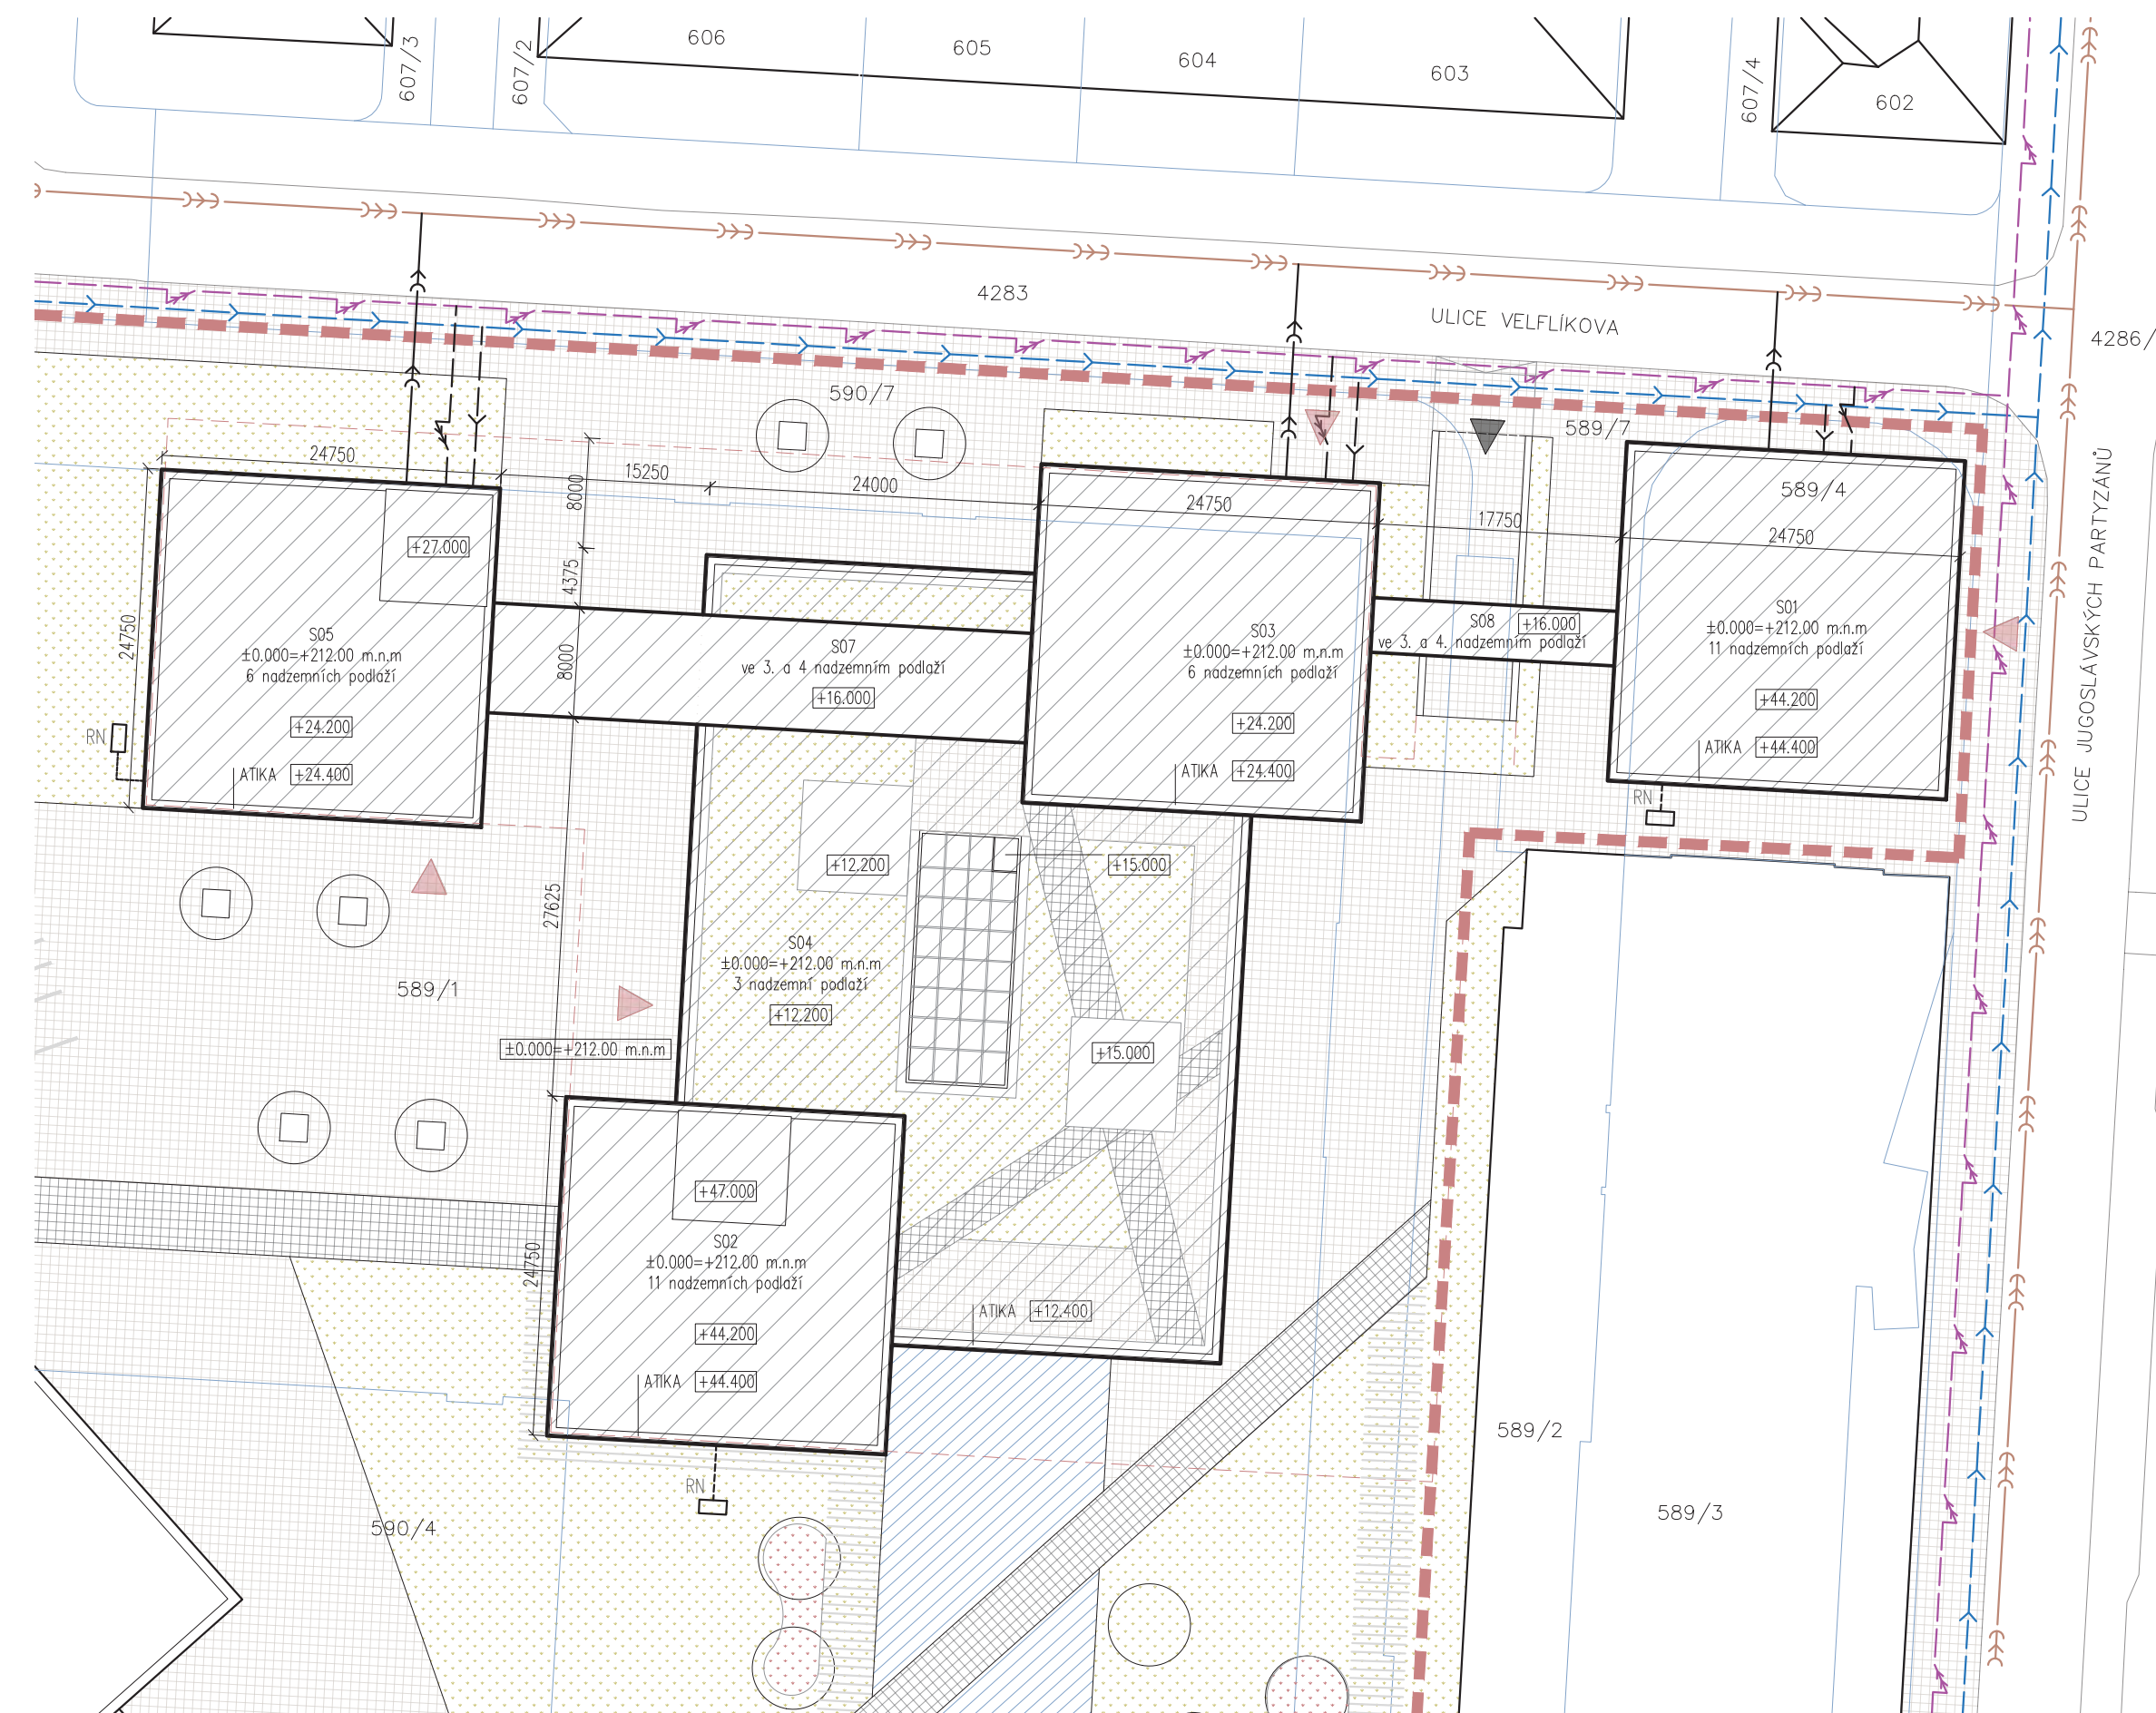 607/3
607/2
606
605
604
603
607/4
602
4283
ULICE VELFLÍKOVA
4286/
590/7
589/7
24750
15250
24000
8000
24750
17750
589/4
24750
ULICE JUGOSLÁVSKÝCH PARTYZÁNŮ
+27.000
4375
24750
S05
±0.000=+212.00 m.n.m
6 nadzemních podlaží
+24.200
ATIKA +24.400
RN
8000
S07
ve 3. a 4 nadzemním podlaží
+16.000
S03
±0.000=+212.00 m.n.m
6 nadzemních podlaží
+24.200
ATIKA +24.400
S08 +16.000
ve 3. a 4. nadzemním podlaží
S01
±0.000=+212.00 m.n.m
11 nadzemních podlaží
+44.200
ATIKA +44.400
RN
+12.200
+15.000
27625
S04
±0.000=+212.00 m.n.m
3 nadzemní podlaží
+12.200
589/1
±0.000=+212.00 m.n.m
+15.000
+47.000
S02
±0.000=+212.00 m.n.m
11 nadzemních podlaží
+44.200
ATIKA +44.400
24750
ATIKA +12.400
RN
590/4
589/2
589/3